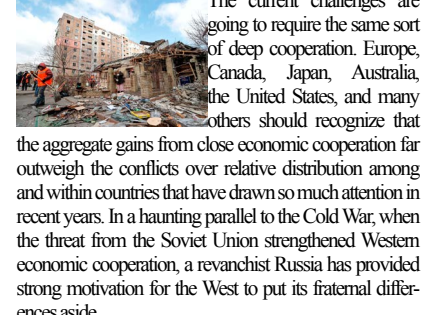 The current challenges are
going to require the same sort
of deep cooperation. Europe,
Canada, Japan, Australia,
the United States, and many
others should recognize that
the aggregate gains from close economic cooperation far
outweigh the conflicts over relative distribution among
and within countries that have drawn so much attention in
recent years. In a haunting parallel to the Cold War, when
the threat from the Soviet Union strengthened Western
economic cooperation, a revanchist Russia has provided
strong motivation for the West to put its fraternal differ-
ences aside.